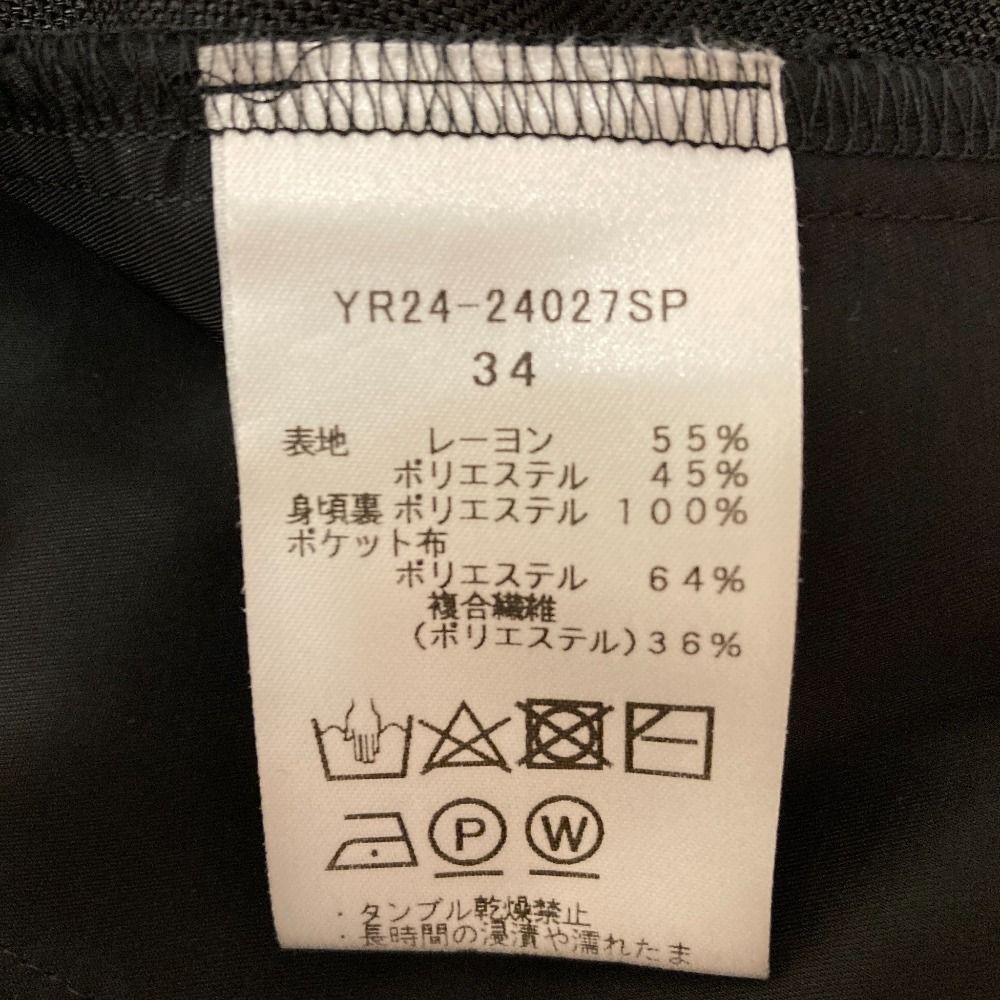 YR24-24027SP
34
表地 レーヨン 55%
ポリエステル 45%
身頃裏 ポリエステル 100%
ポケット布
ポリエステル 64%
複合繊維
(ポリエステル)36%
P W
・タンブル乾燥禁止
・長時間の浸漬や濡れたま